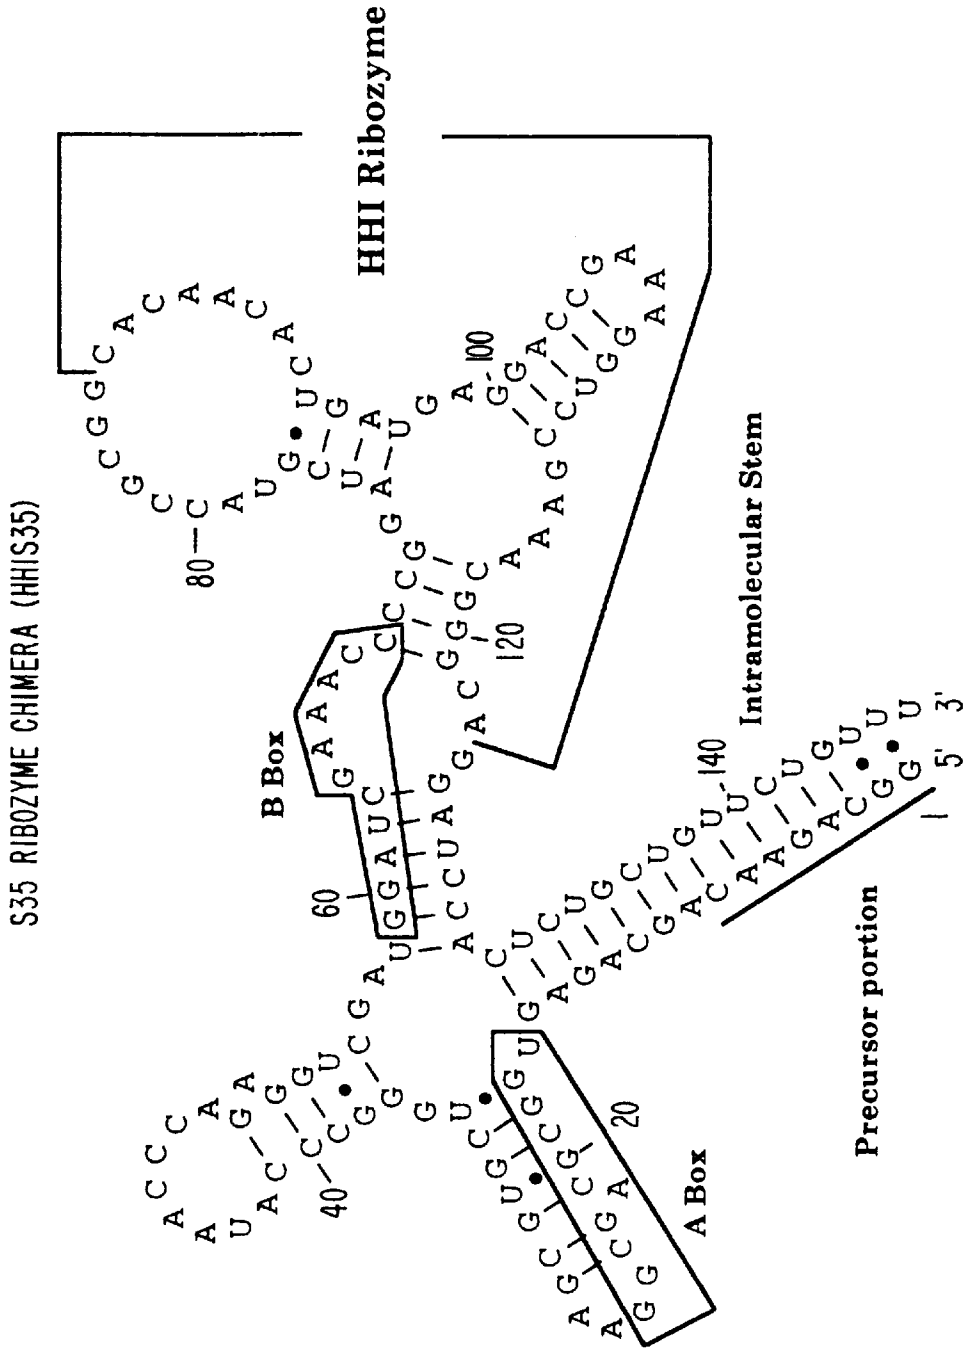 S35 RIBOZYME CHIMERA (HHIS35)
HHI Ribozyme
B Box
A Box
Intramolecular Stem
Precursor portion
5'
3'
1
20
40
60
80
100
120
140
GGCAGAACAGCAGAGUGGCGCAGCGGAAGCGUGCUGGGCCCAUAACCCAAGGGUCGAUGGAUCGAAACCCCGGAUCGUACCGCGGCACAACACUGAUGAGGACCGAAAGGUCCGAAACGGGCAGGAUCCACUCUGCUGUUCUGUUU